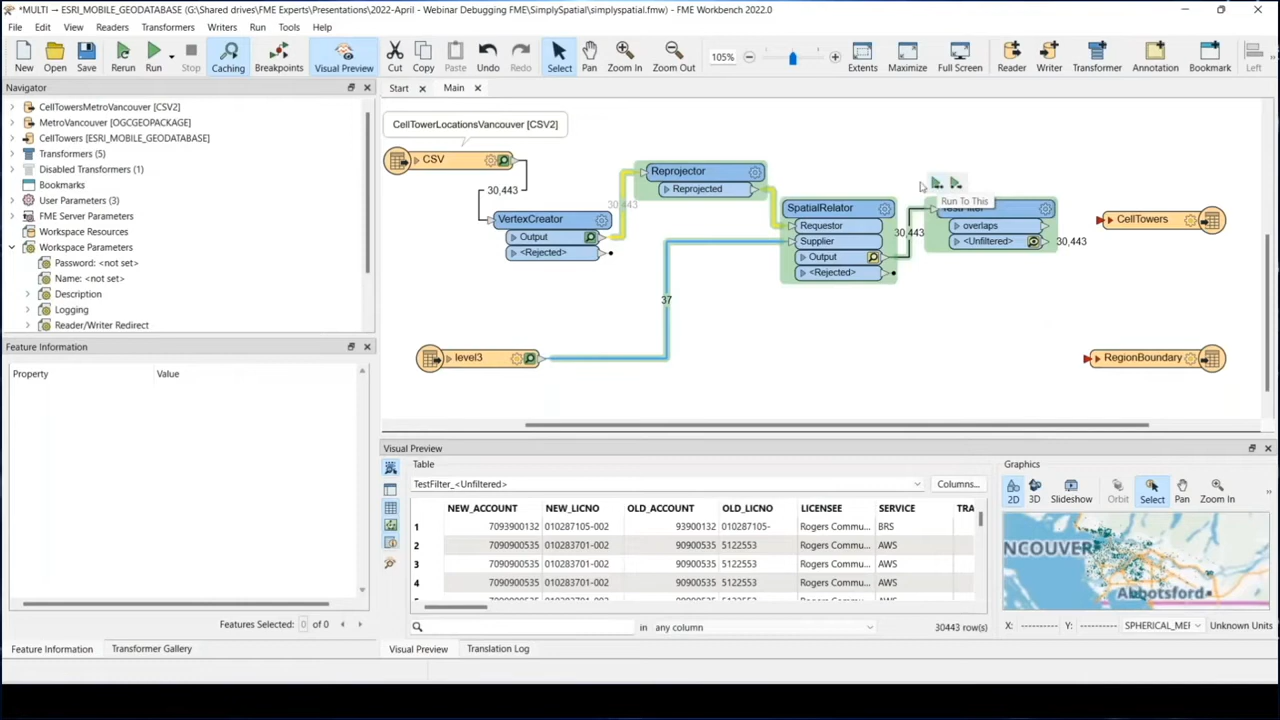 *MULTI → ESRI_MOBILE_GEODATABASE (G:\Shared drives\FME Experts\Presentations\2022-April - Webinar Debugging FME\SimplySpatial\simplyspatial.fmw) - FME Workbench 2022.0
File Edit View Readers Transformers Writers Run Tools Help
New Open Save Rerun Run Stop Caching Breakpoints Visual Preview Cut Copy Paste Undo Redo Select Pan Zoom In Zoom Out 105% Extents Maximize Full Screen Reader Writer Transformer Annotation Bookmark Left
Navigator
CellTowersMetroVancouver [CSV2]
MetroVancouver [OGCGEOPACKAGE]
CellTowers [ESRI_MOBILE_GEODATABASE]
Transformers (5)
Disabled Transformers (1)
Bookmarks
User Parameters (3)
FME Server Parameters
Workspace Resources
Workspace Parameters
Password: <not set>
Name: <not set>
Description
Logging
Reader/Writer Redirect
Feature Information
Property Value
Features Selected: 0 of 0
Feature Information Transformer Gallery
Start Main
CellTowerLocationsVancouver [CSV2]
CSV
30,443
VertexCreator
Output
<Rejected>
30,443
Reprojector
Reprojected
SpatialRelator
Requestor
Supplier
Output
<Rejected>
37
level3
30,443
Run To This
overlaps
<Unfiltered>
30,443
CellTowers
RegionBoundary
Visual Preview
Table
TestFilter_<Unfiltered> Columns...
NEW_ACCOUNT NEW_LICNO OLD_ACCOUNT OLD_LICNO LICENSEE SERVICE TRA
1 7093900132 010287105-002 93900132 010287105- Rogers Commu... BRS
2 7090900535 010283701-002 90900535 5122553 Rogers Commu... AWS
3 7090900535 010283701-002 90900535 5122553 Rogers Commu... AWS
4 7090900535 010283701-002 90900535 5122553 Rogers Commu... AWS
in any column 30443 row(s)
Graphics
2D 3D Slideshow Orbit Select Pan Zoom In
NCOUVER
Abbotsford
X: Y: SPHERICAL_MEI Unknown Units
Visual Preview Translation Log